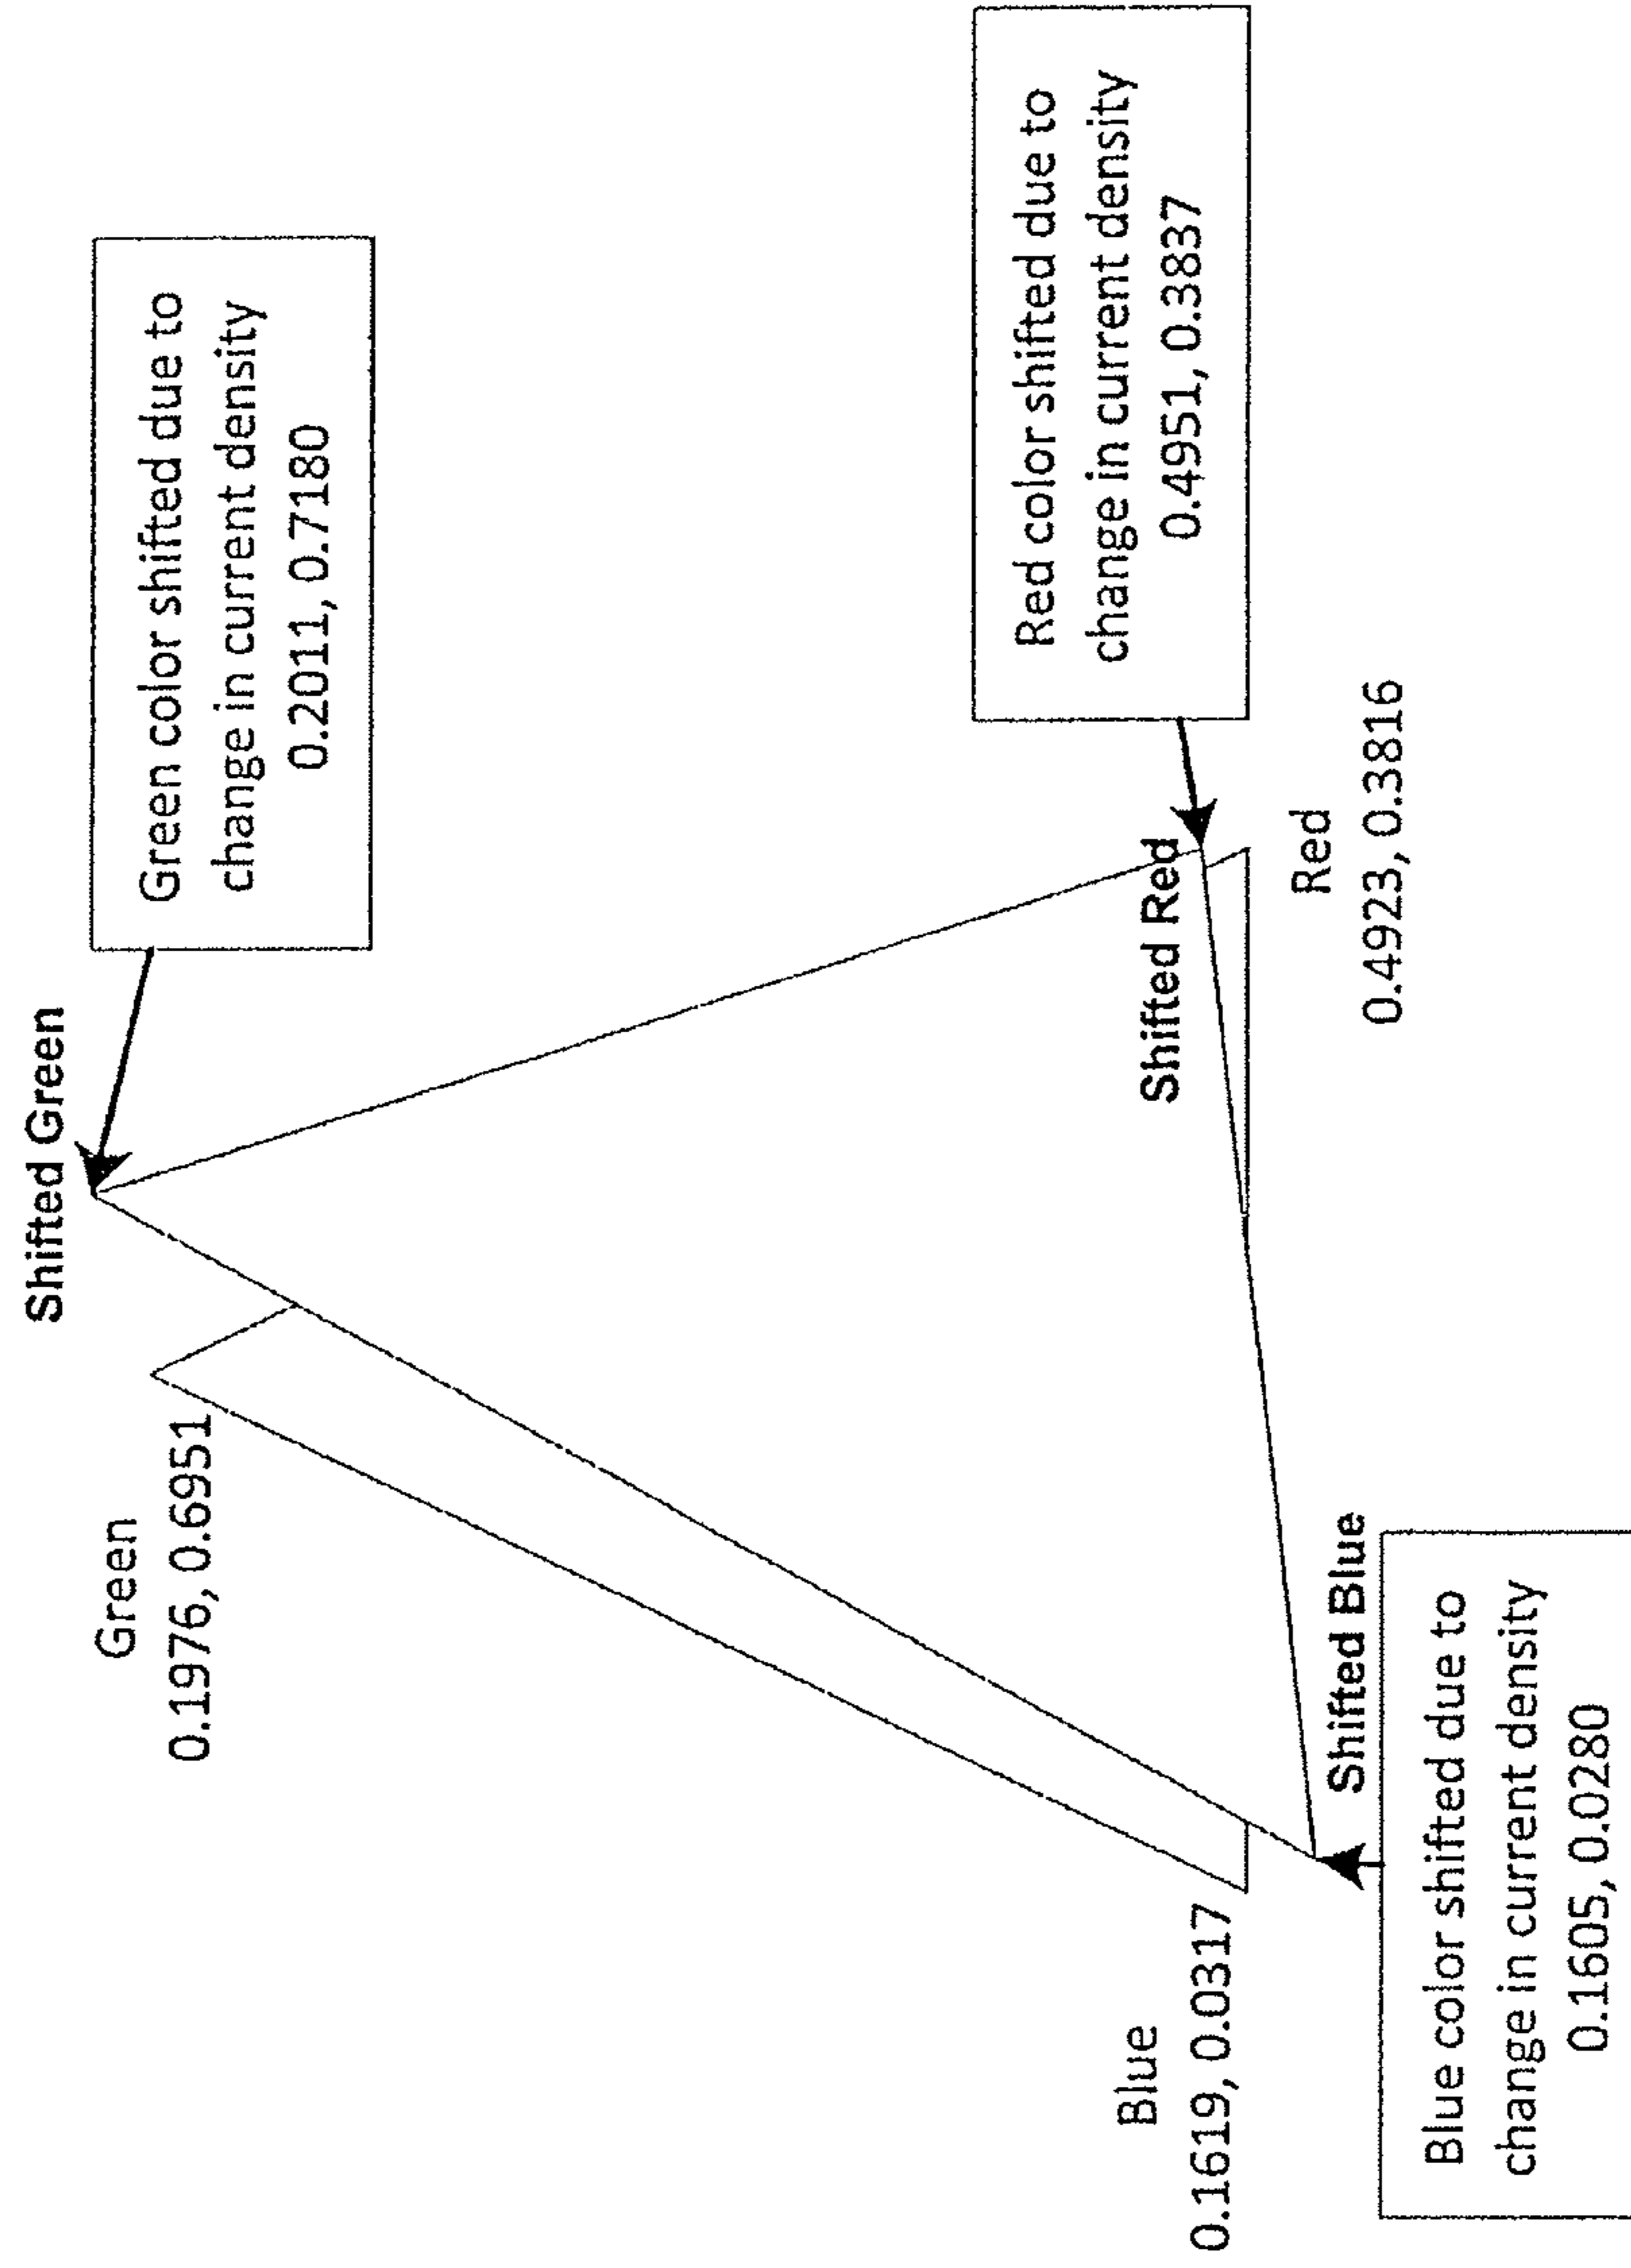 Shifted Green
Green color shifted due to
change in current density
0.2011, 0.7180
Green
0.1976, 0.6951
Shifted Red
Red color shifted due to
change in current density
0.4951, 0.3837
Red
0.4923, 0.3816
Blue
0.1619, 0.0317
Shifted Blue
Blue color shifted due to
change in current density
0.1605, 0.0280